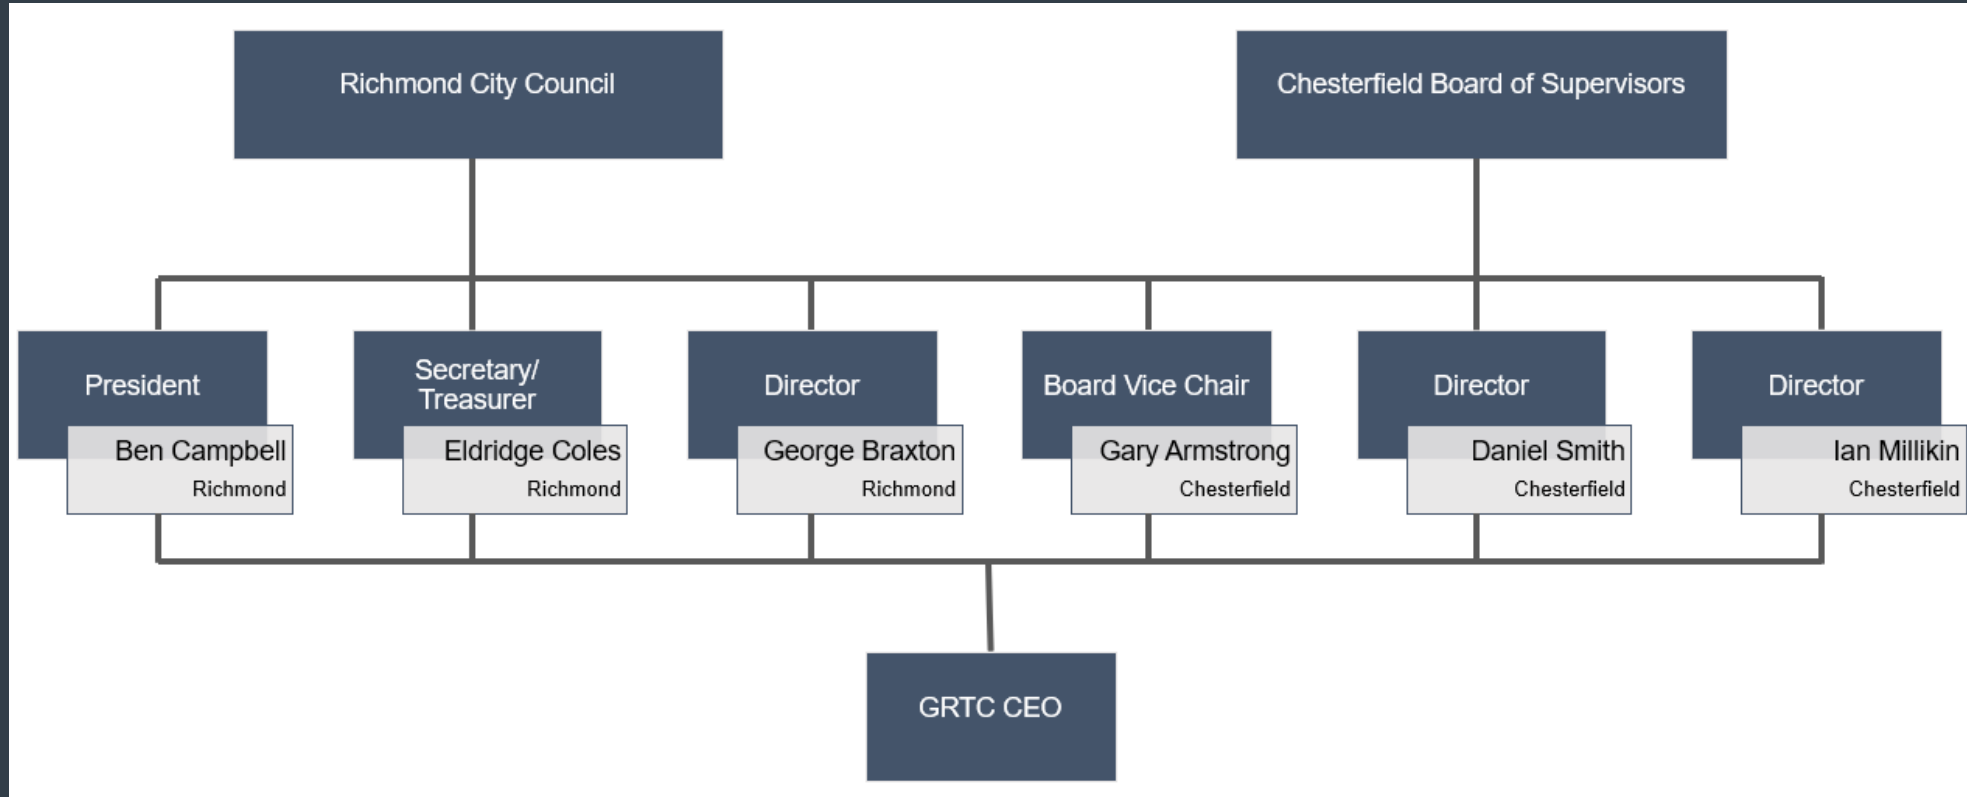 Richmond City Council
Chesterfield Board of Supervisors
President
Ben Campbell
Richmond
Secretary/
Treasurer
Eldridge Coles
Richmond
Director
George Braxton
Richmond
Board Vice Chair
Gary Armstrong
Chesterfield
Director
Daniel Smith
Chesterfield
Director
Ian Millikin
Chesterfield
GRTC CEO